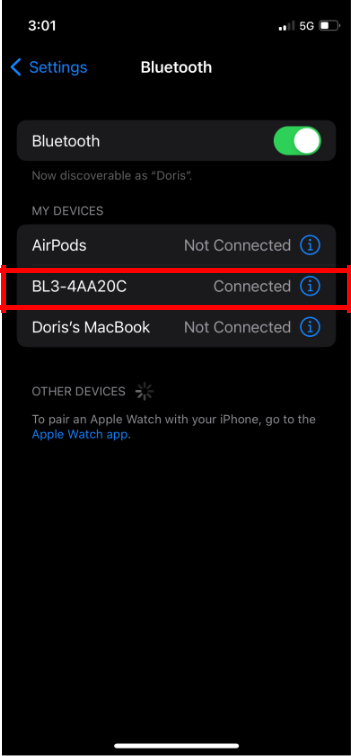 3:01
5G
Settings
Bluetooth
Bluetooth
Now discoverable as “Doris”.
MY DEVICES
AirPods Not Connected
BL3-4AA20C Connected
Doris’s MacBook Not Connected
OTHER DEVICES
To pair an Apple Watch with your iPhone, go to the
Apple Watch app.